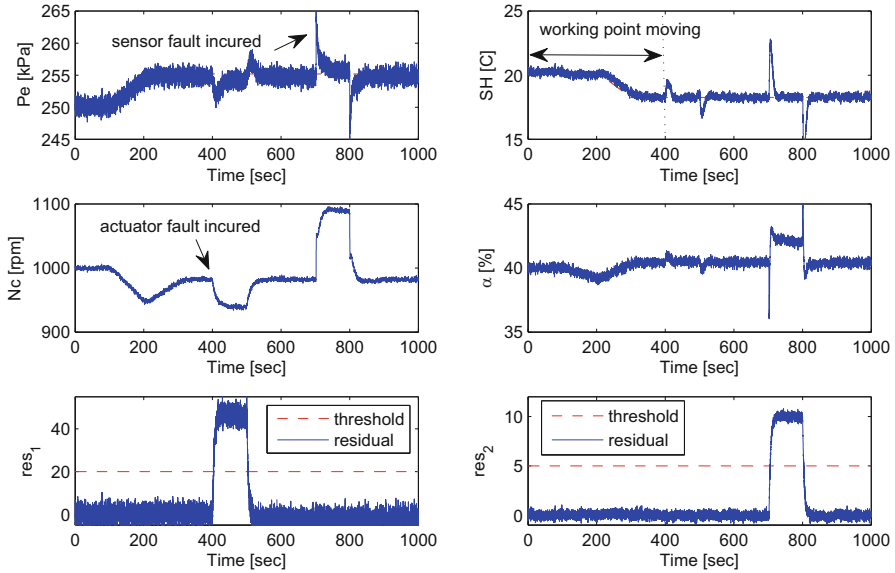 265
260
255
250
245
Pe [kPa]
sensor fault incured
0 200 400 600 800 1000
Time [sec]
25
20
15
SH [C]
working point moving
0 200 400 600 800 1000
Time [sec]
1100
1000
900
Nc [rpm]
actuator fault incured
0 200 400 600 800 1000
Time [sec]
45
40
35
α [%]
0 200 400 600 800 1000
Time [sec]
40
20
0
res1
threshold
residual
0 200 400 600 800 1000
Time [sec]
10
5
0
res2
threshold
residual
0 200 400 600 800 1000
Time [sec]